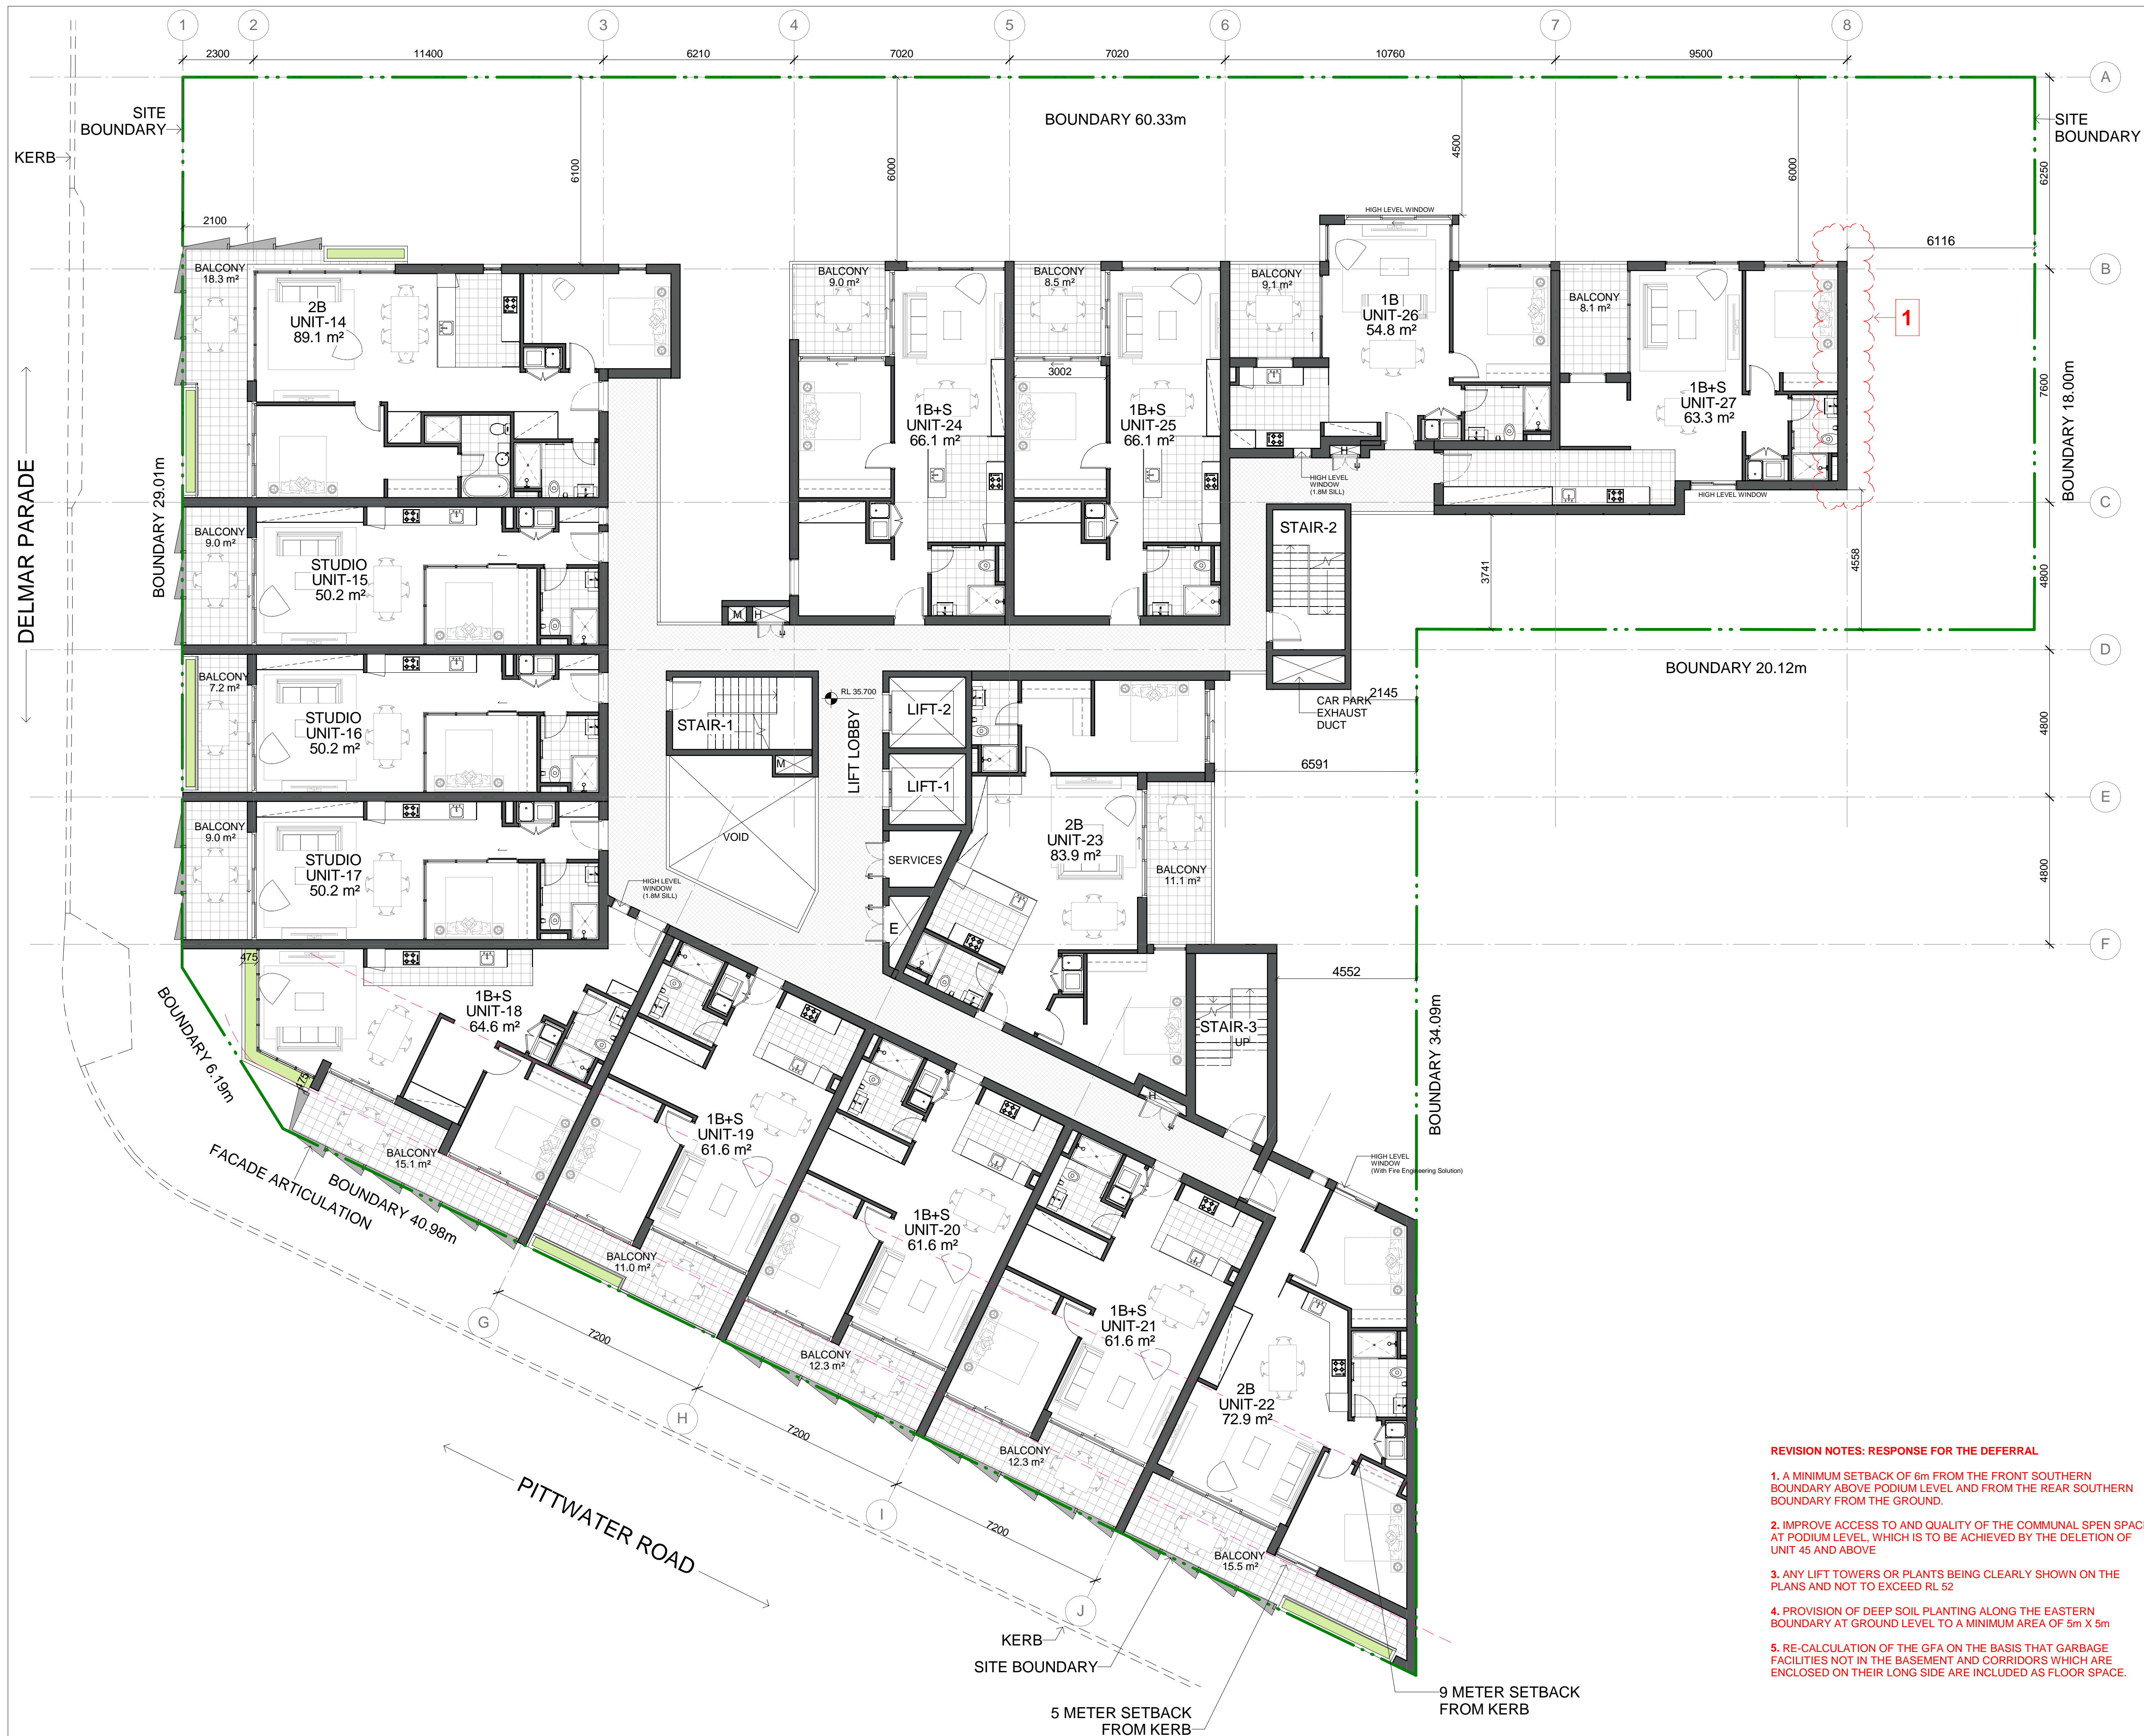 1
2
3
4
5
6
7
8
2300
11400
6210
7020
7020
10760
9500
A
SITE
BOUNDARY
BOUNDARY 60.33m
SITE
BOUNDARY
KERB
6100
6000
4500
6000
6250
2100
HIGH LEVEL WINDOW
6116
B
BALCONY
18.3 m²
2B
UNIT-14
89.1 m²
BALCONY
9.0 m²
BALCONY
8.5 m²
BALCONY
9.1 m²
1B
UNIT-26
54.8 m²
BALCONY
8.1 m²
1
3002
1B+S
UNIT-24
66.1 m²
1B+S
UNIT-25
66.1 m²
1B+S
UNIT-27
63.3 m²
7600
BOUNDARY 18.00m
H
HIGH LEVEL
WINDOW
(1.8M SILL)
HIGH LEVEL WINDOW
C
DELMAR PARADE
BOUNDARY 29.01m
BALCONY
9.0 m²
STUDIO
UNIT-15
50.2 m²
STAIR-2
3741
4558
4800
M
H
D
BOUNDARY 20.12m
BALCONY
7.2 m²
STUDIO
UNIT-16
50.2 m²
STAIR-1
RL 35.700
LIFT LOBBY
LIFT-2
CAR PARK
EXHAUST
DUCT
2145
4800
M
LIFT-1
6591
E
BALCONY
9.0 m²
STUDIO
UNIT-17
50.2 m²
VOID
SERVICES
2B
UNIT-23
83.9 m²
BALCONY
11.1 m²
4800
HIGH LEVEL
WINDOW
(1.8M SILL)
E
F
475
4552
BOUNDARY 6.19m
1B+S
UNIT-18
64.6 m²
STAIR-3
UP
BOUNDARY 34.09m
475
H
BALCONY
15.1 m²
1B+S
UNIT-19
61.6 m²
FACADE ARTICULATION
BOUNDARY 40.98m
HIGH LEVEL
WINDOW
(With Fire Engineering Solution)
1B+S
UNIT-20
61.6 m²
BALCONY
11.0 m²
G
7200
1B+S
UNIT-21
61.6 m²
BALCONY
12.3 m²
H
7200
2B
UNIT-22
72.9 m²
BALCONY
12.3 m²
I
7200
PITTWATER ROAD
BALCONY
15.5 m²
J
KERB
SITE BOUNDARY
5 METER SETBACK
FROM KERB
9 METER SETBACK
FROM KERB
REVISION NOTES: RESPONSE FOR THE DEFERRAL
1. A MINIMUM SETBACK OF 6m FROM THE FRONT SOUTHERN
BOUNDARY ABOVE PODIUM LEVEL AND FROM THE REAR SOUTHERN
BOUNDARY FROM THE GROUND.
2. IMPROVE ACCESS TO AND QUALITY OF THE COMMUNAL SPEN SPAC
AT PODIUM LEVEL, WHICH IS TO BE ACHIEVED BY THE DELETION OF
UNIT 45 AND ABOVE
3. ANY LIFT TOWERS OR PLANTS BEING CLEARLY SHOWN ON THE
PLANS AND NOT TO EXCEED RL 52
4. PROVISION OF DEEP SOIL PLANTING ALONG THE EASTERN
BOUNDARY AT GROUND LEVEL TO A MINIMUM AREA OF 5m X 5m
5. RE-CALCULATION OF THE GFA ON THE BASIS THAT GARBAGE
FACILITIES NOT IN THE BASEMENT AND CORRIDORS WHICH ARE
ENCLOSED ON THEIR LONG SIDE ARE INCLUDED AS FLOOR SPACE.